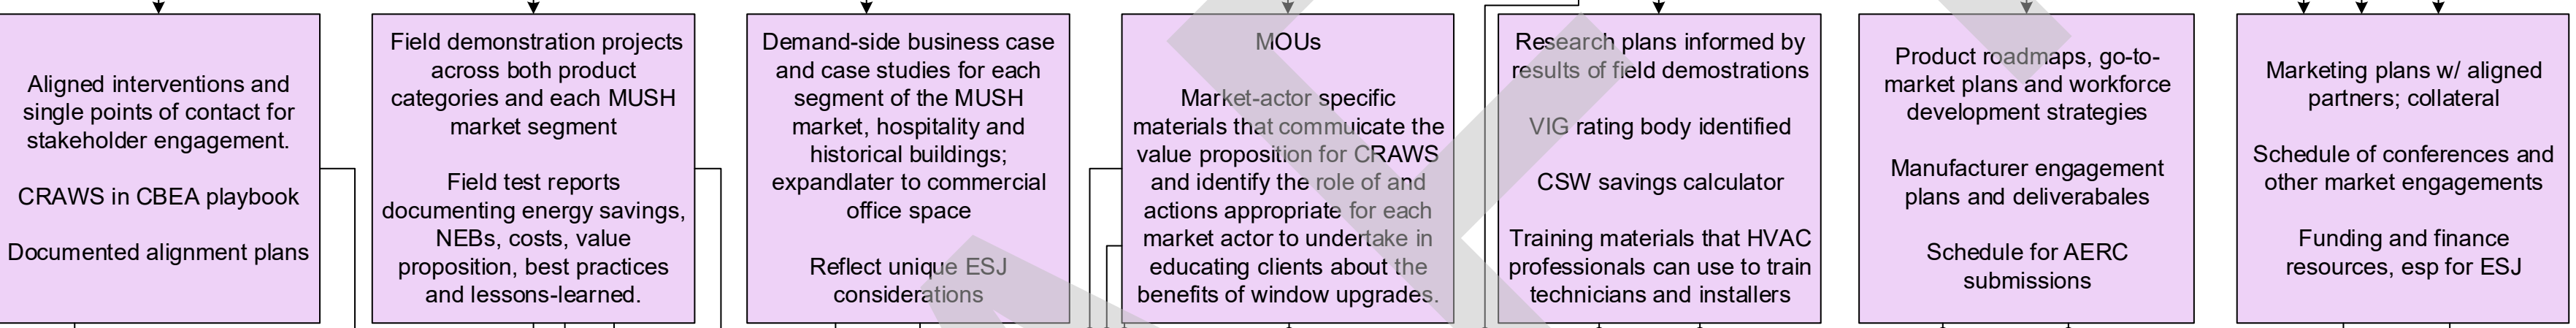 Aligned interventions and
single points of contact for
stakeholder engagement.
CRAWS in CBEA playbook
Documented alignment plans
Field demonstration projects
across both product
categories and each MUSH
market segment
Field test reports
documenting energy savings,
NEBs, costs, value
proposition, best practices
and lessons-learned.
Demand-side business case
and case studies for each
segment of the MUSH
market, hospitality and
historical buildings;
expandlater to commercial
office space
Reflect unique ESJ
considerations
MOUs
Market-actor specific
materials that commuicate the
value proposition for CRAWS
and identify the role of and
actions appropriate for each
market actor to undertake in
educating clients about the
benefits of window upgrades.
Research plans informed by
results of field demostrations
VIG rating body identified
CSW savings calculator
Training materials that HVAC
professionals can use to train
technicians and installers
Product roadmaps, go-to-
market plans and workforce
development strategies
Manufacturer engagement
plans and deliverabales
Schedule for AERC
submissions
Marketing plans w/ aligned
partners; collateral
Schedule of conferences and
other market engagements
Funding and finance
resources, esp for ESJ